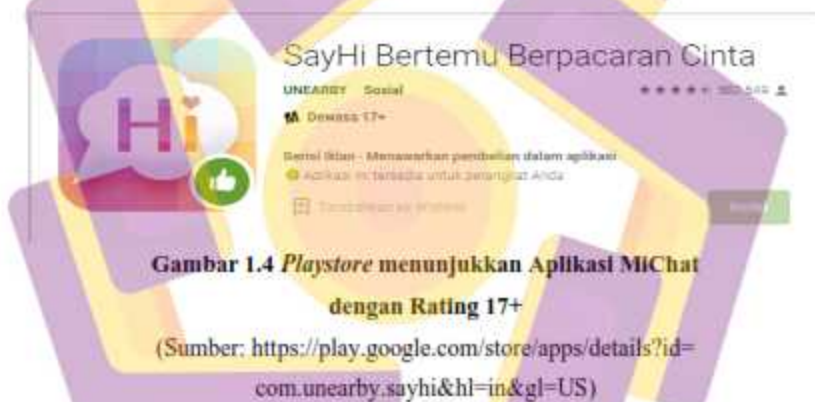 Hi
SayHi Bertemu Berpacaran Cinta
UNEARBY Sosial
Dewasa 17+
Berisi Iklan - Menawarkan pembelian dalam aplikasi
Aplikasi ini tersedia untuk perangkat Anda
Gambar 1.4 Playstore menunjukkan Aplikasi MiChat
dengan Rating 17+
(Sumber: https://play.google.com/store/apps/details?id=
com.unearby.sayhi&hl=in&gl=US)